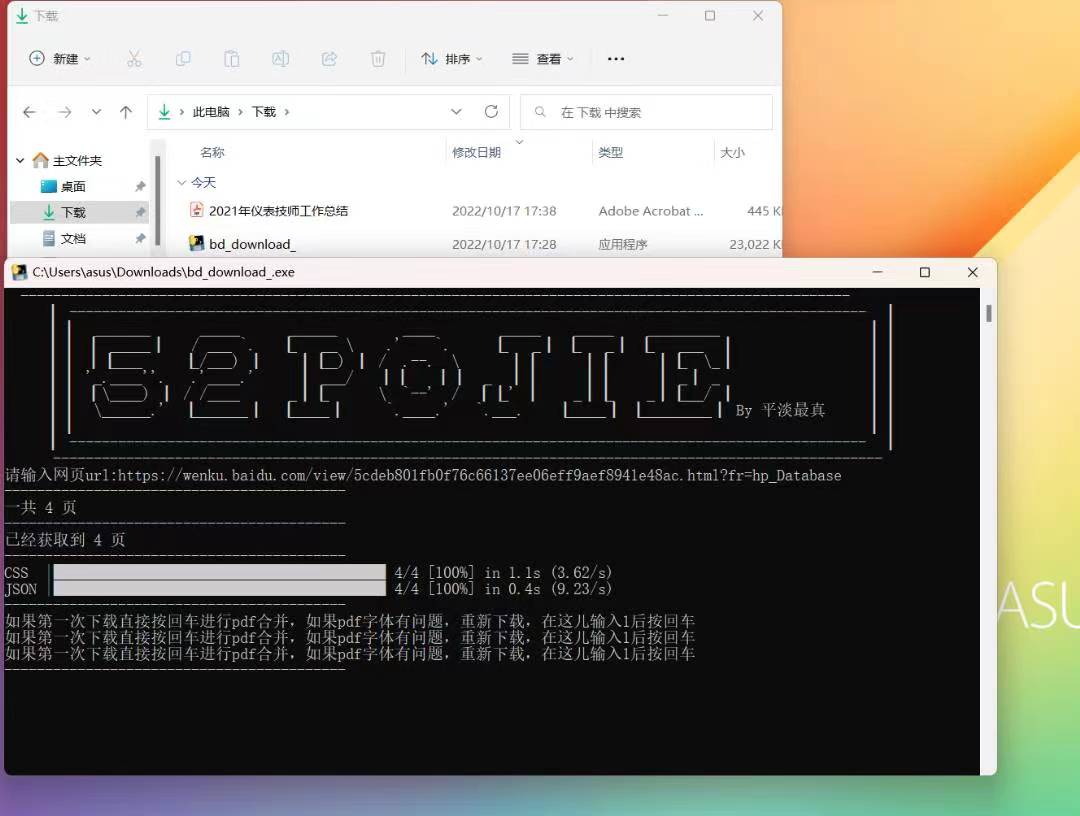 下载
新建
排序
查看
此电脑 > 下载 >
在 下载 中搜索
主文件夹
桌面
下载
文档
名称
修改日期
类型
大小
今天
2021年仪表技师工作总结 2022/10/17 17:38 Adobe Acrobat ... 445 K
bd_download_ 2022/10/17 17:28 应用程序 23,022 K
C:\Users\asus\Downloads\bd_download_.exe
52POJIE
By 平淡最真
请输入网页url:https://wenku.baidu.com/view/5cdeb801fb0f76c66137ee06eff9aef8941e48ac.html?fr=hp_Database
一共 4 页
已经获取到 4 页
CSS 4/4 [100%] in 1.1s (3.62/s)
JSON 4/4 [100%] in 0.4s (9.23/s)
如果第一次下载直接按回车进行pdf合并，如果pdf字体有问题，重新下载，在这儿输入1后按回车
如果第一次下载直接按回车进行pdf合并，如果pdf字体有问题，重新下载，在这儿输入1后按回车
如果第一次下载直接按回车进行pdf合并，如果pdf字体有问题，重新下载，在这儿输入1后按回车
ASU